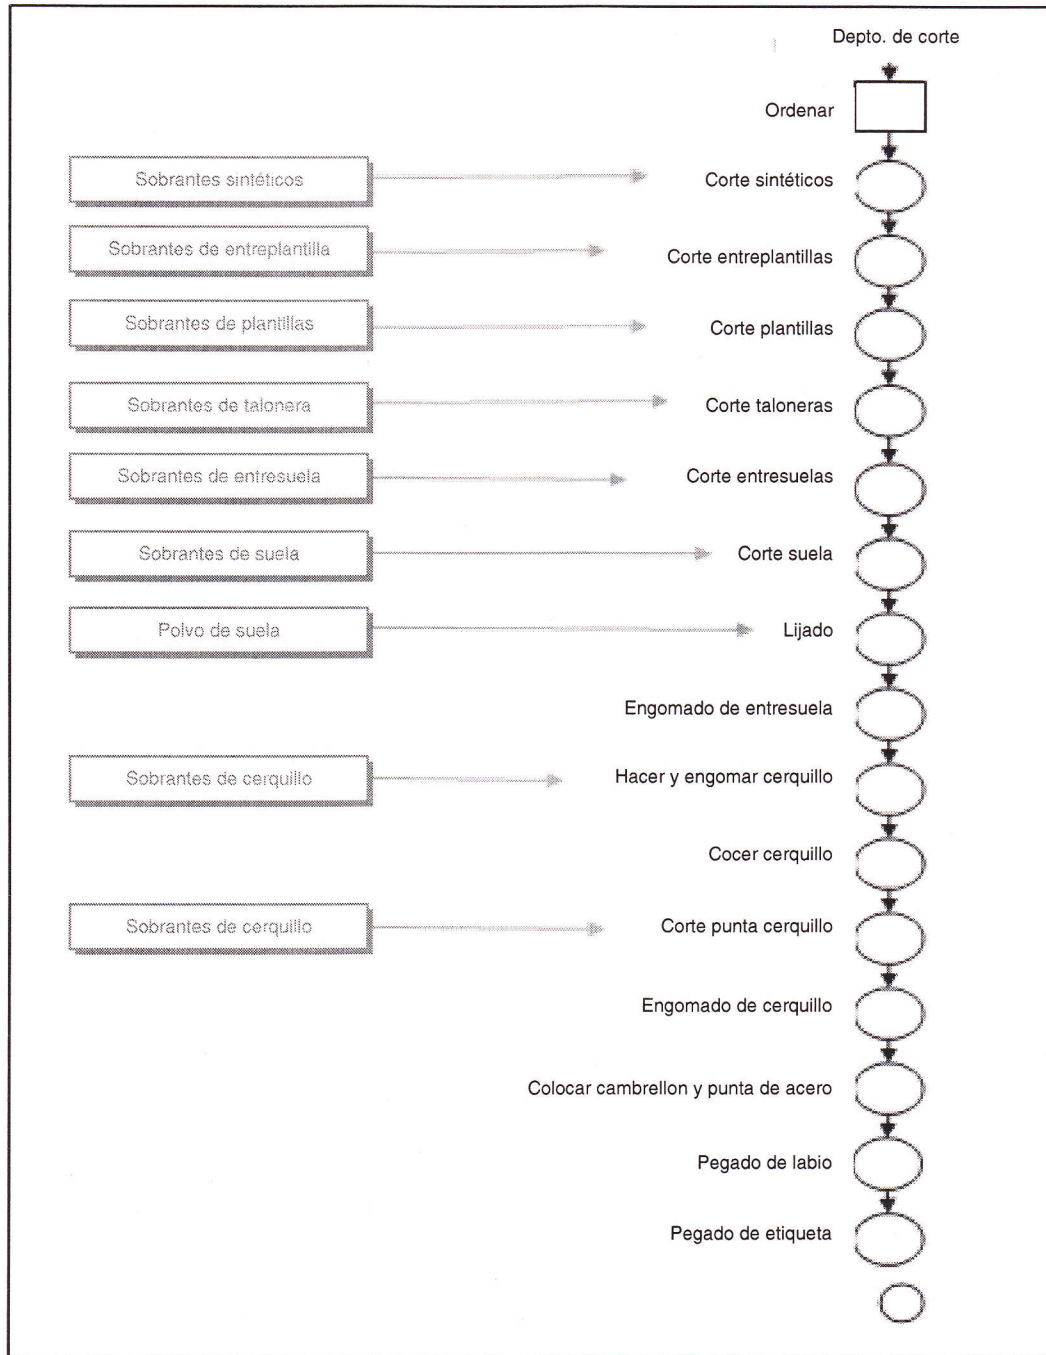 Depto. de corte
Ordenar
Sobrantes sintéticos
Corte sintéticos
Sobrantes de entreplantilla
Corte entreplantillas
Sobrantes de plantillas
Corte plantillas
Sobrantes de talonera
Corte taloneras
Sobrantes de entresuela
Corte entresuelas
Sobrantes de suela
Corte suela
Polvo de suela
Lijado
Engomado de entresuela
Sobrantes de cerquillo
Hacer y engomar cerquillo
Cocer cerquillo
Sobrantes de cerquillo
Corte punta cerquillo
Engomado de cerquillo
Colocar cambrellon y punta de acero
Pegado de labio
Pegado de etiqueta